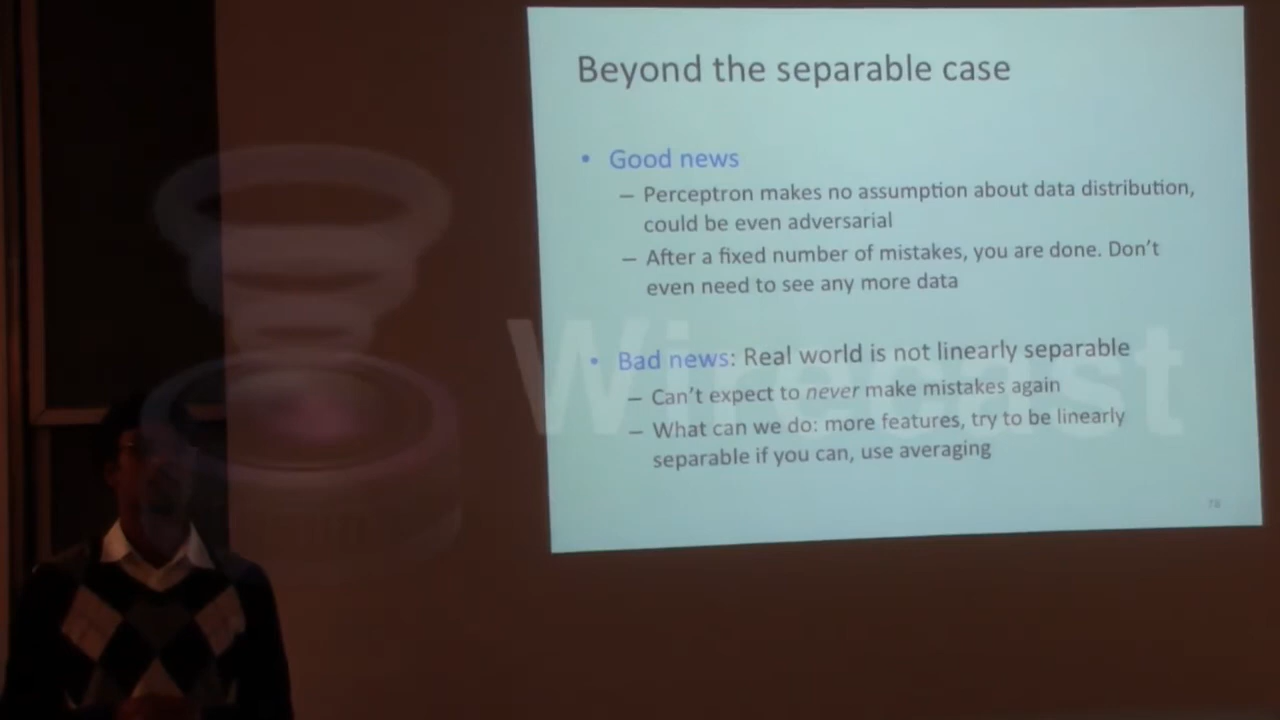 Beyond the separable case
• Good news
– Perceptron makes no assumption about data distribution,
could be even adversarial
– After a fixed number of mistakes, you are done. Don't
even need to see any more data
• Bad news: Real world is not linearly separable
– Can't expect to never make mistakes again
– What can we do: more features, try to be linearly
separable if you can, use averaging
78
Wirecast